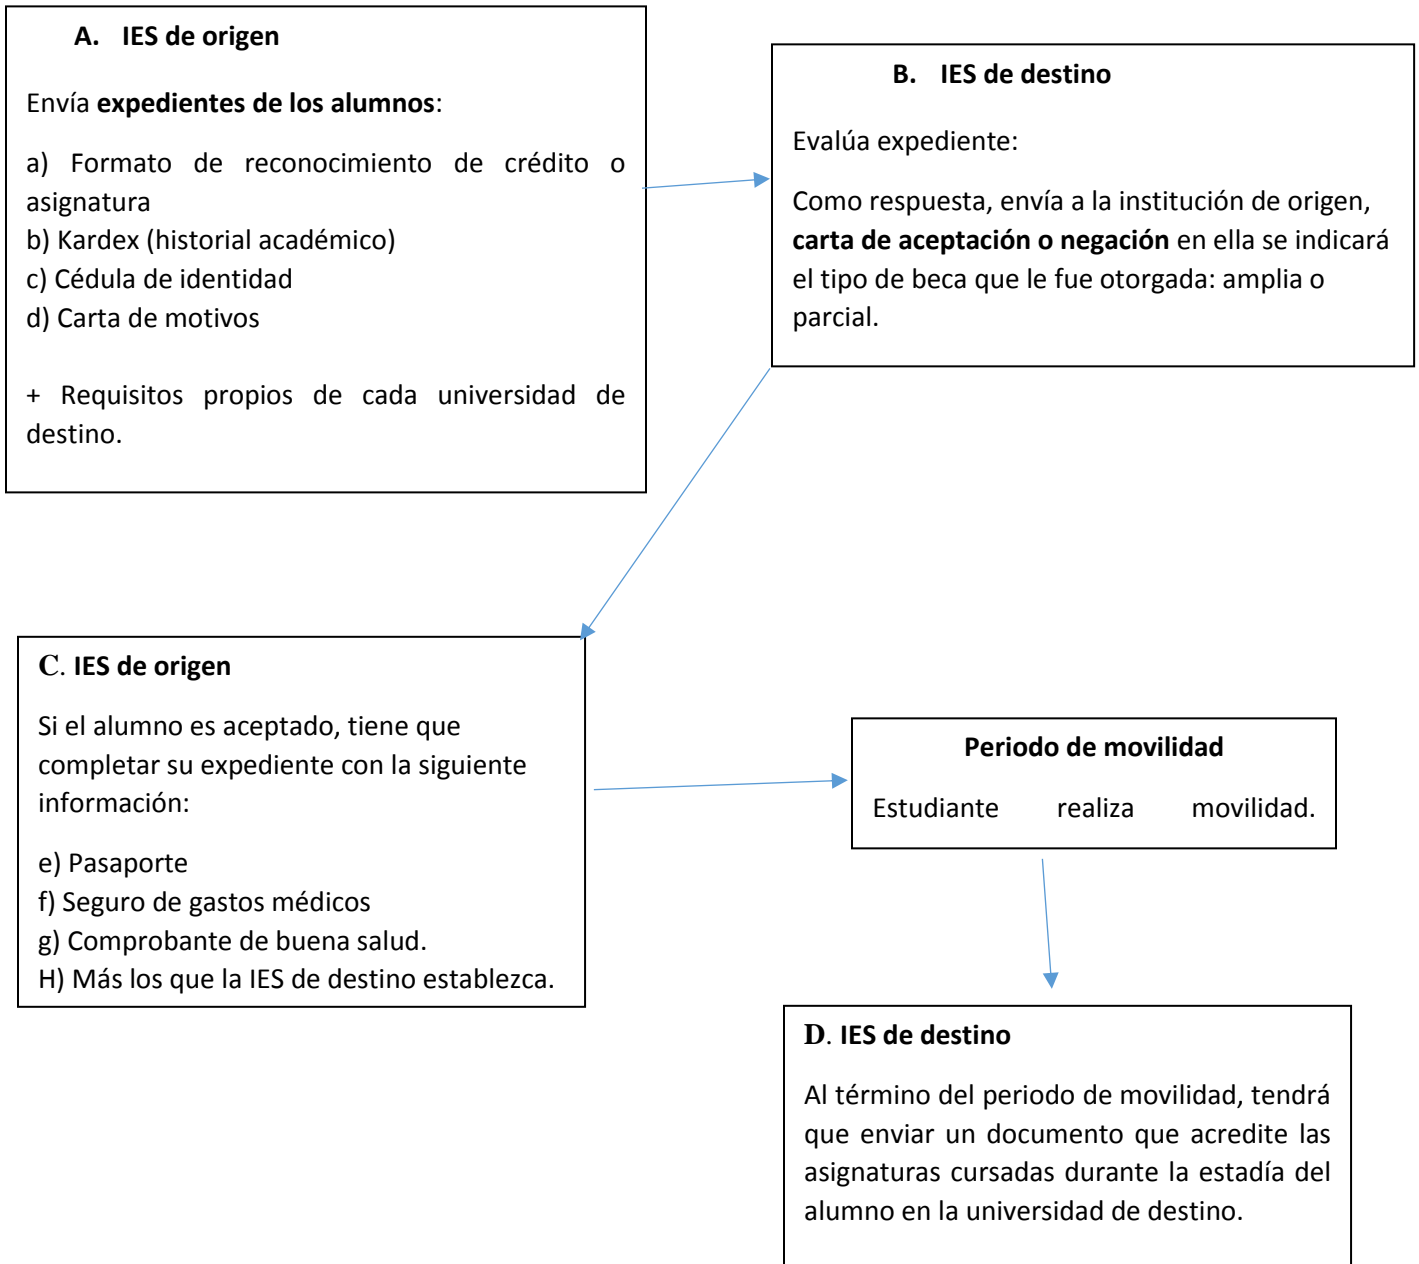 A. IES de origen
Envía expedientes de los alumnos:
a) Formato de reconocimiento de crédito o
asignatura
b) Kardex (historial académico)
c) Cédula de identidad
d) Carta de motivos
+ Requisitos propios de cada universidad de
destino.
B. IES de destino
Evalúa expediente:
Como respuesta, envía a la institución de origen,
carta de aceptación o negación en ella se indicará
el tipo de beca que le fue otorgada: amplia o
parcial.
C. IES de origen
Si el alumno es aceptado, tiene que
completar su expediente con la siguiente
información:
e) Pasaporte
f) Seguro de gastos médicos
g) Comprobante de buena salud.
H) Más los que la IES de destino establezca.
Periodo de movilidad
Estudiante realiza movilidad.
D. IES de destino
Al término del periodo de movilidad, tendrá
que enviar un documento que acredite las
asignaturas cursadas durante la estadía del
alumno en la universidad de destino.